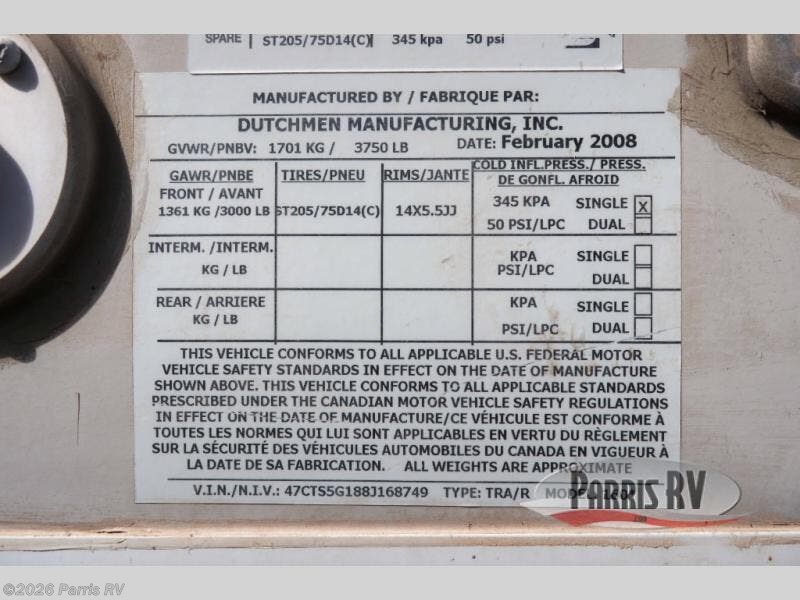 SPARE ST205/75D14(C) 345 kpa 50 psi
MANUFACTURED BY / FABRIQUE PAR:
DUTCHMEN MANUFACTURING, INC.
GVWR/PNBV: 1701 KG / 3750 LB DATE: February 2008
GAWR/PNBE TIRES/PNEU RIMS/JANTE COLD INFL.PRESS./ PRESS. DE GONFL. AFROID
FRONT / AVANT 345 KPA SINGLE X
1361 KG /3000 LB ST205/75D14(C) 14X5.5JJ 50 PSI/LPC DUAL
INTERM. /INTERM. KPA SINGLE
KG / LB PSI/LPC DUAL
REAR / ARRIERE KPA SINGLE
KG / LB PSI/LPC DUAL
THIS VEHICLE CONFORMS TO ALL APPLICABLE U.S. FEDERAL MOTOR
VEHICLE SAFETY STANDARDS IN EFFECT ON THE DATE OF MANUFACTURE
SHOWN ABOVE. THIS VEHICLE CONFORMS TO ALL APPLICABLE STANDARDS
PRESCRIBED UNDER THE CANADIAN MOTOR VEHICLE SAFETY REGULATIONS
IN EFFECT ON THE DATE OF MANUFACTURE/CE VÉHICULE EST CONFORME À
TOUTES LES NORMES QUI LUI SONT APPLICABLES EN VERTU DU RÈGLEMENT
SUR LA SÉCURITÉ DES VÉHICULES AUTOMOBILES DU CANADA EN VIGUEUR À
LA DATE DE SA FABRICATION. ALL WEIGHTS ARE APPROXIMATE
V.I.N./N.I.V.: 47CTS5G188J168749 TYPE: TRA/R
PARRIS RV
©2026 Parris RV